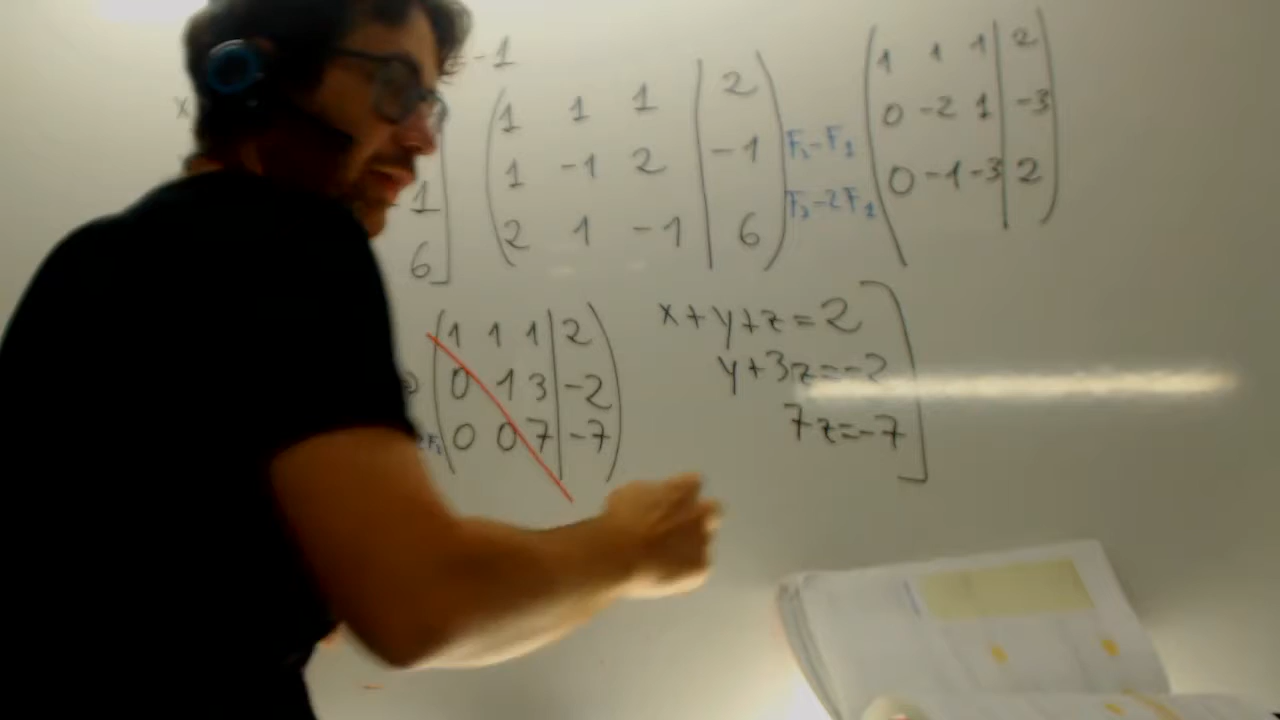 -1
x
1
6
1 1 1 | 2
1 -1 2 | -1
2 1 -1 | 6
F₂-F₁
F₃-2F₁
1 1 1 | 2
0 -2 1 | -3
0 -1 -3 | 2
1 1 1 | 2
0 1 3 | -2
0 0 7 | -7
x+y+z=2
y+3z=-2
7z=-7